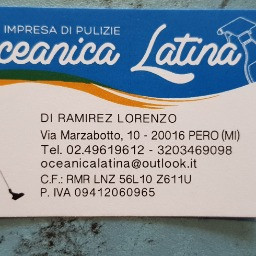 IMPRESA DI PULIZIE
ceanica Latina
DI RAMIREZ LORENZO
Via Marzabotto, 10 - 20016 PERO (MI)
Tel. 02.49619612 - 3203469098
oceanicalatina@outlook.it
C.F.: RMR LNZ 56L10 Z611U
P. IVA 09412060965